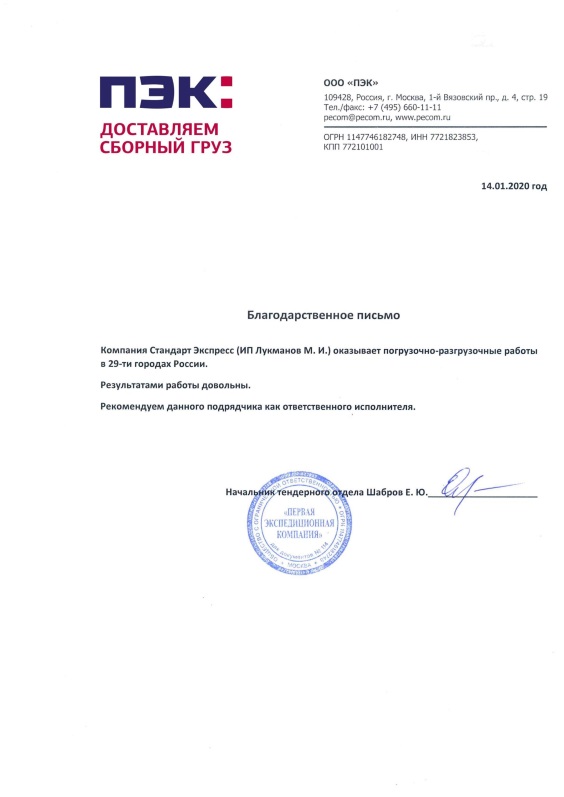 ПЭК:
ДОСТАВЛЯЕМ
СБОРНЫЙ ГРУЗ
ООО «ПЭК»
109428, Россия, г. Москва, 1-й Вязовский пр., д. 4, стр. 19
Тел./факс: +7 (495) 660-11-11
pecom@pecom.ru, www.pecom.ru
ОГРН 1147746182748, ИНН 7721823853,
КПП 772101001
14.01.2020 год
Благодарственное письмо
Компания Стандарт Экспресс (ИП Лукманов М. И.) оказывает погрузочно-разгрузочные работы
в 29-ти городах России.
Результатами работы довольны.
Рекомендуем данного подрядчика как ответственного исполнителя.
Начальник тендерного отдела Шабров Е. Ю.
ОБЩЕСТВО С ОГРАНИЧЕННОЙ ОТВЕТСТВЕННОСТЬЮ
«ПЕРВАЯ
ЭКСПЕДИЦИОННАЯ
КОМПАНИЯ»
для документов №
МОСКВА